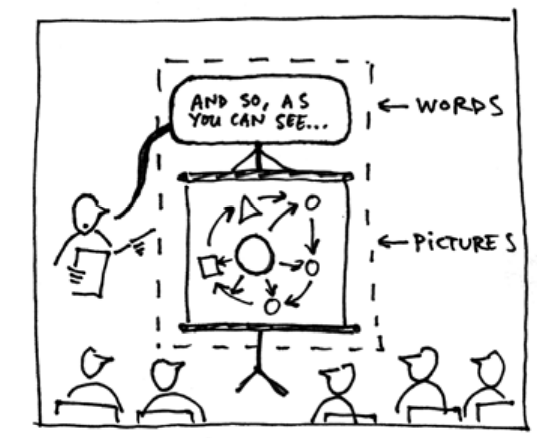 AND SO, AS
YOU CAN SEE...
← WORDS
← PICTURES